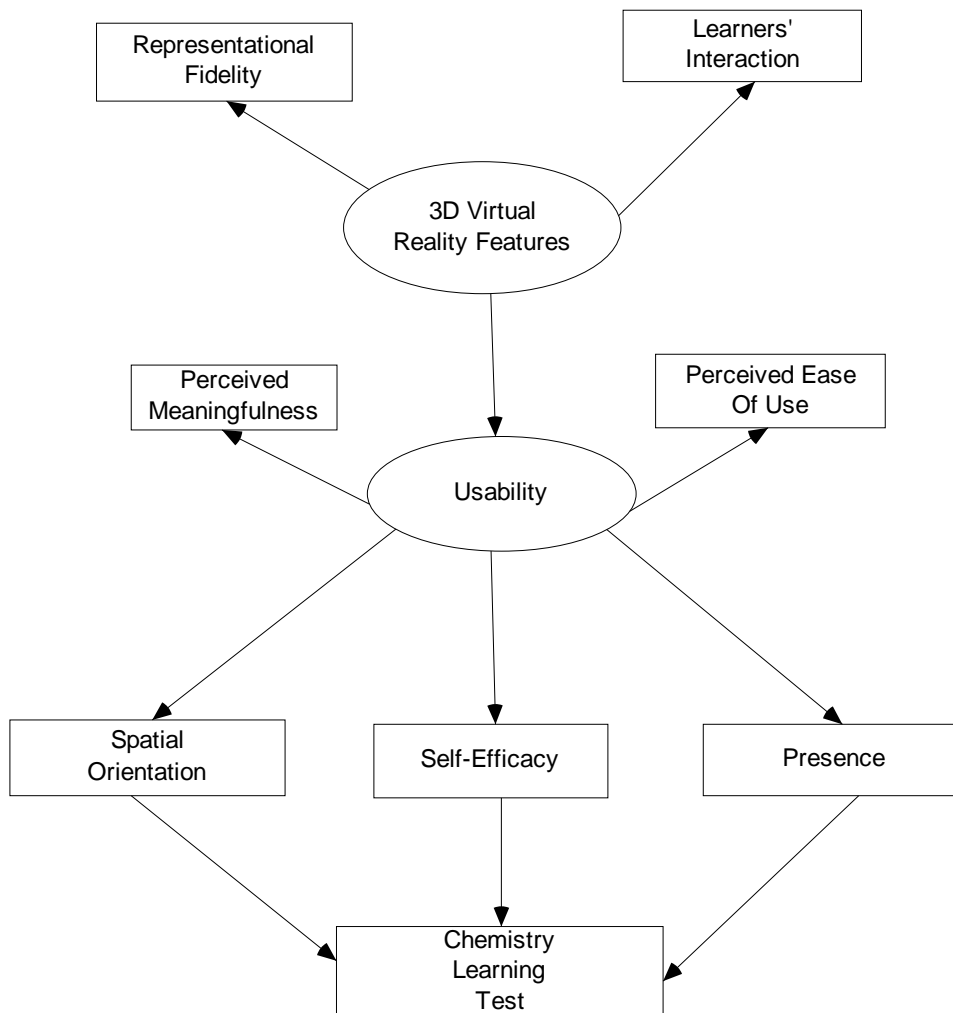 Representational
Fidelity
Learners'
Interaction
3D Virtual
Reality Features
Perceived
Meaningfulness
Perceived Ease
Of Use
Usability
Spatial
Orientation
Self-Efficacy
Presence
Chemistry
Learning
Test